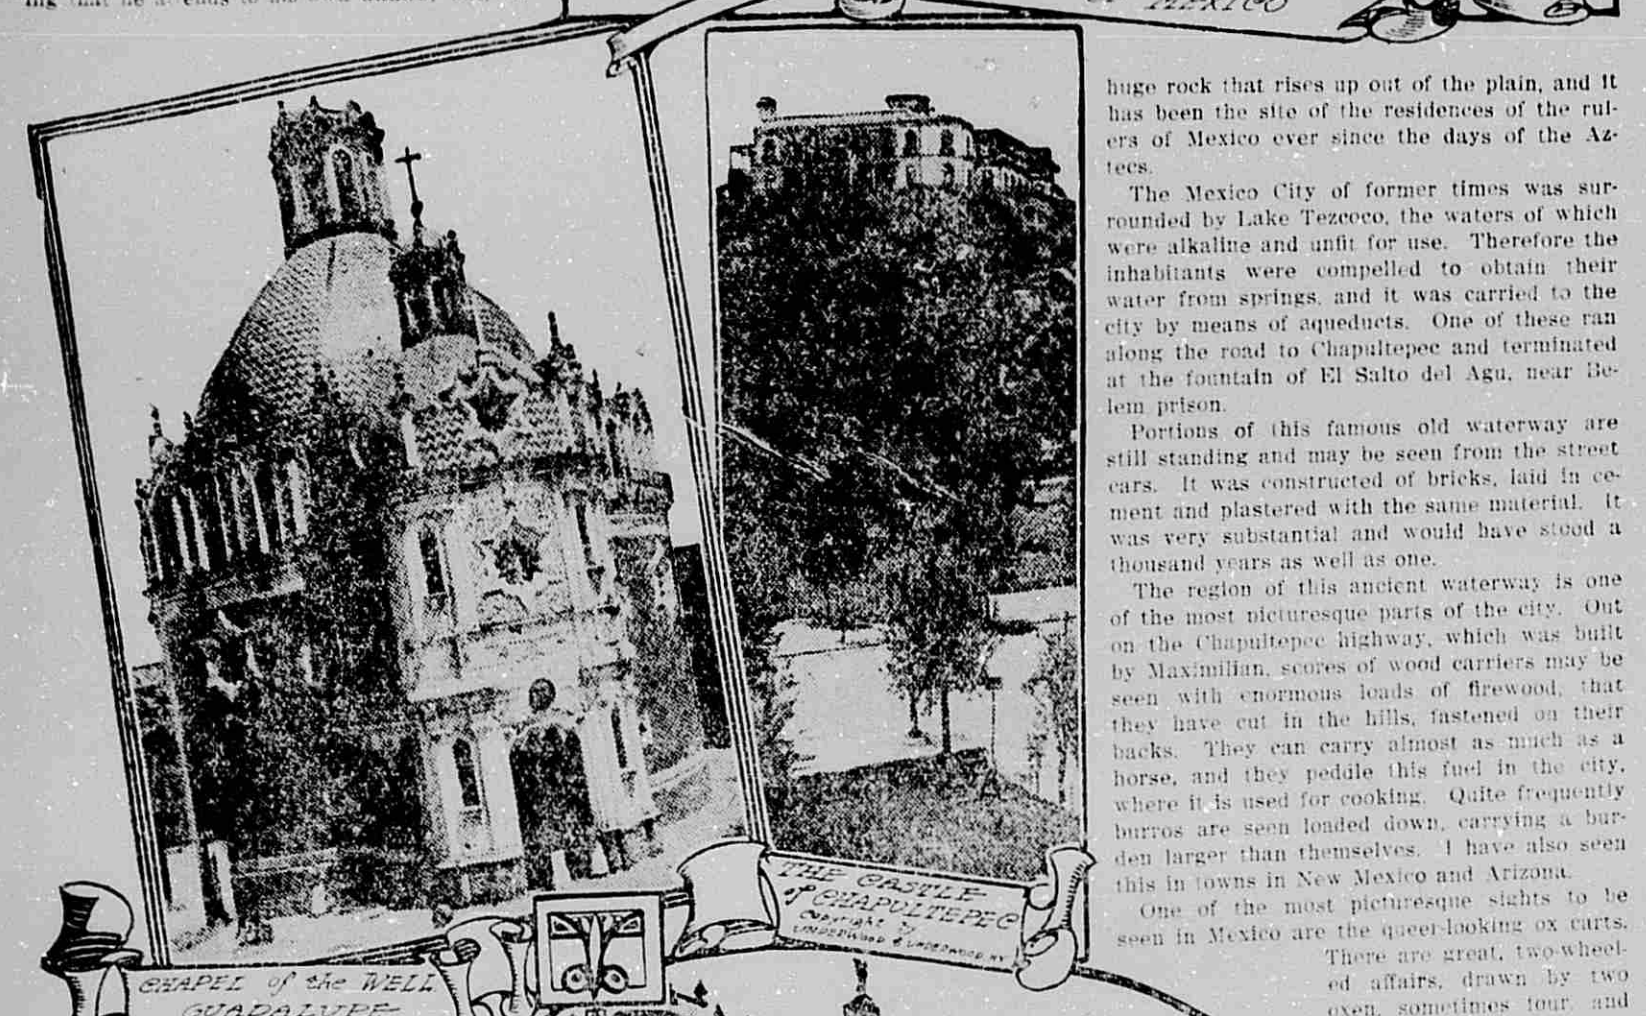 MEXICO
huge rock that rises up out of the plain, and it
has been the site of the residences of the rul-
ers of Mexico ever since the days of the Az-
tecs.
The Mexico City of former times was sur-
rounded by Lake Tezcoco, the waters of which
were alkaline and unfit for use. Therefore the
inhabitants were compelled to obtain their
water from springs, and it was carried to the
city by means of aqueducts. One of these ran
along the road to Chapultepec and terminated
at the fountain of El Salto del Agu, near Be-
lem prison.
Portions of this famous old waterway are
still standing and may be seen from the street
cars. It was constructed of bricks, laid in ce-
ment and plastered with the same material. It
was very substantial and would have stood a
thousand years as well as one.
The region of this ancient waterway is one
of the most picturesque parts of the city. Out
on the Chapultepec highway, which was built
by Maximilian, scores of wood carriers may be
seen with enormous loads of firewood, that
they have cut in the hills, fastened on their
backs. They can carry almost as much as a
horse, and they peddle this fuel in the city,
where it is used for cooking. Quite frequently
burros are seen loaded down, carrying a bur-
den larger than themselves. I have also seen
this in towns in New Mexico and Arizona.
One of the most picturesque sights to be
seen in Mexico are the queer-looking ox carts.
There are great, two-wheel-
ed affairs, drawn by two
oxen, sometimes four, and
THE CASTLE
of CHAPULTEPEC
Copyright by
UNDERWOOD & UNDERWOOD NY
CHAPEL of the WELL
GUADALUPE